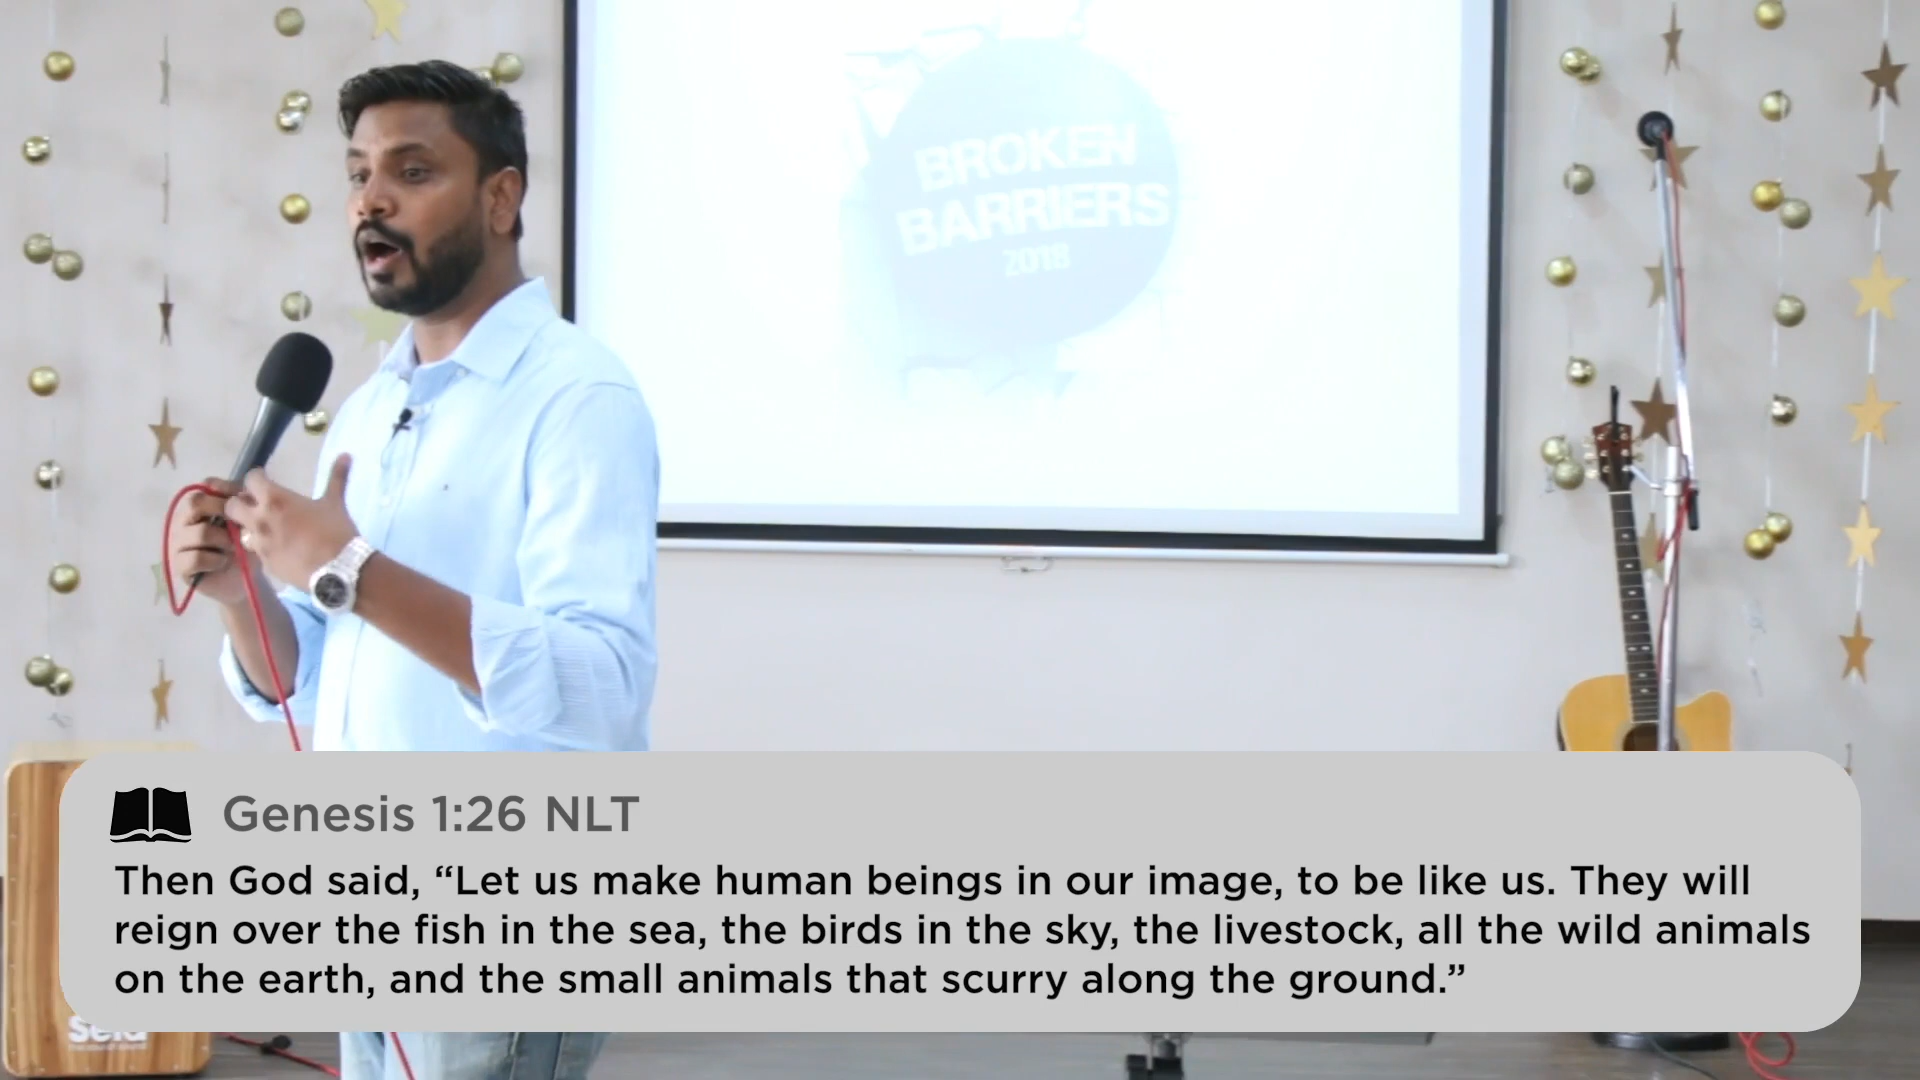 BROKEN
BARRIERS
2018
Genesis 1:26 NLT
Then God said, “Let us make human beings in our image, to be like us. They will
reign over the fish in the sea, the birds in the sky, the livestock, all the wild animals
on the earth, and the small animals that scurry along the ground.”